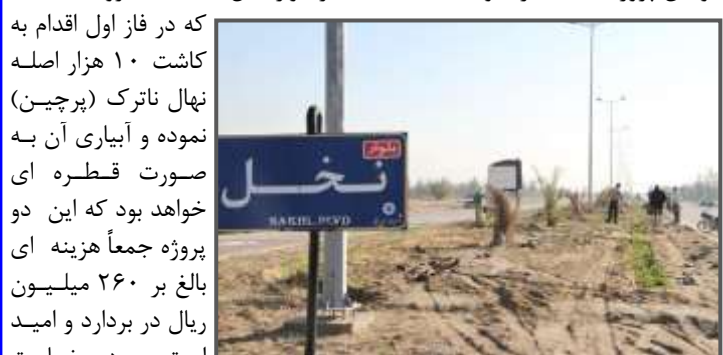 که در فاز اول اقدام به
کاشت ۱۰ هزار اصله
نهال ناترک (پرچین)
نموده و آبیاری آن به
صورت قطره ای
خواهد بود که این دو
پروژه جمعاً هزینه ای
بالغ بر ۲۶۰ میلیون
ریال در بردارد و امید
بلوار
نخل
NAKHL BLVD